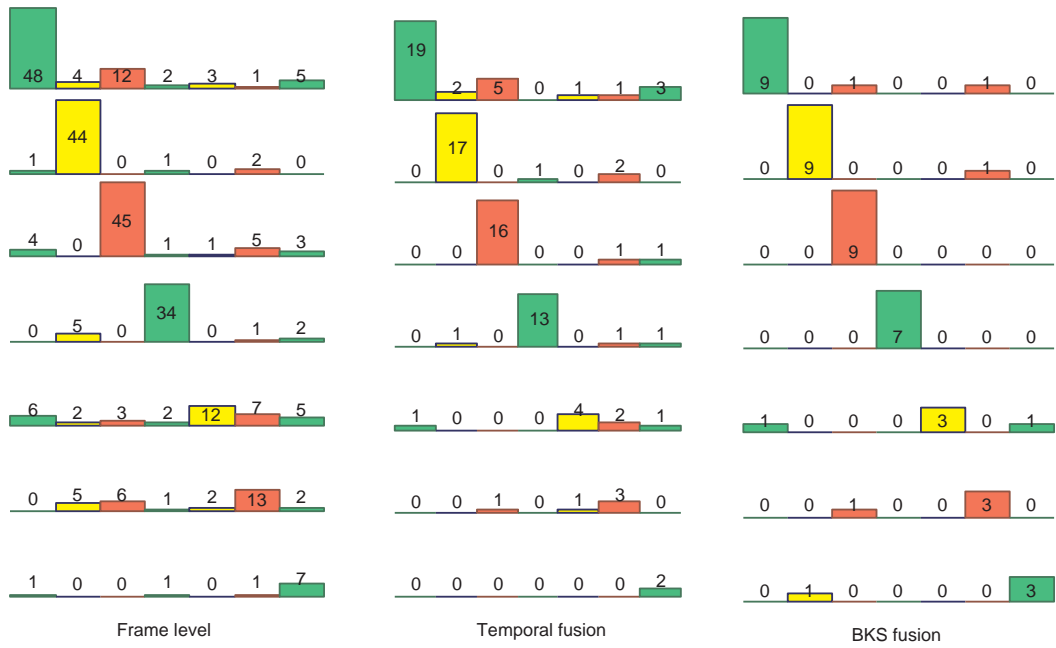 48 4 12 2 3 1 5
1 44 0 1 0 2 0
4 0 45 1 1 5 3
0 5 0 34 0 1 2
6 2 3 2 12 7 5
0 5 6 1 2 13 2
1 0 0 1 0 1 7
Frame level
19 2 5 0 1 1 3
0 17 0 1 0 2 0
0 0 16 0 0 1 1
0 1 0 13 0 1 1
1 0 0 0 4 2 1
0 0 1 0 1 3 0
0 0 0 0 0 0 2
Temporal fusion
9 0 1 0 0 1 0
0 9 0 0 0 1 0
0 0 9 0 0 0 0
0 0 0 7 0 0 0
1 0 0 0 3 0 1
0 0 1 0 0 3 0
0 1 0 0 0 0 3
BKS fusion